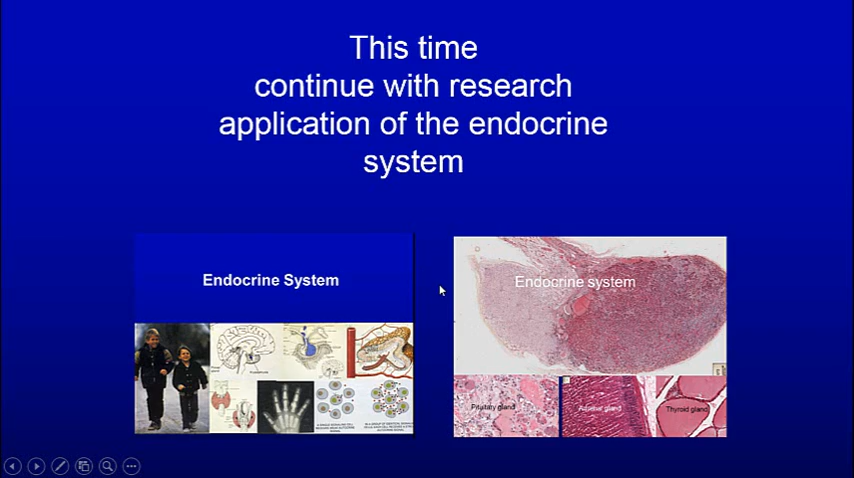 This time
continue with research
application of the endocrine
system
Endocrine System
Endocrine system
Pituitary gland
Adrenal gland
Thyroid gland